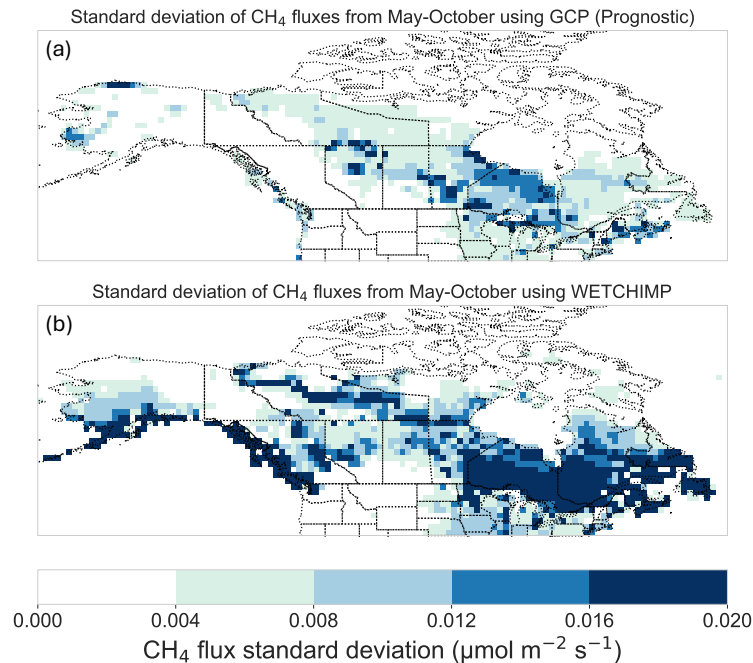 Standard deviation of CH₄ fluxes from May-October using GCP (Prognostic)
(a)
Standard deviation of CH₄ fluxes from May-October using WETCHIMP
(b)
0.000 0.004 0.008 0.012 0.016 0.020
CH₄ flux standard deviation (μmol m⁻² s⁻¹)